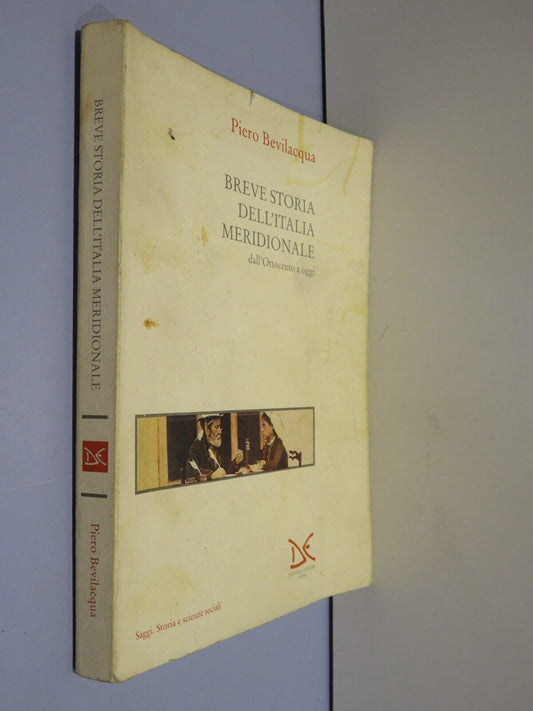 Piero Bevilacqua
BREVE STORIA
DELL'ITALIA
MERIDIONALE
dall'Ottocento a oggi
DE
Saggi. Storia e scienze sociali
BREVE STORIA DELL'ITALIA MERIDIONALE
DE
Piero Bevilacqua